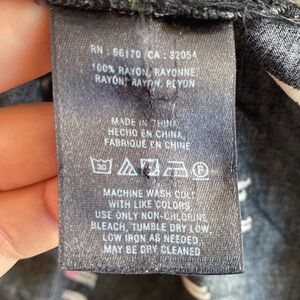 RN : 66170 / CA : 32054
100% RAYON, RAYONNE
RAYÓN, RAYON, REYON
MADE IN CHINA,
HECHO EN CHINA,
FABRIQUÉ EN CHINE
30
P
MACHINE WASH COLD
WITH LIKE COLORS
USE ONLY NON-CHLORINE
BLEACH, TUMBLE DRY LOW,
LOW IRON AS NEEDED,
MAY BE DRY CLEANED